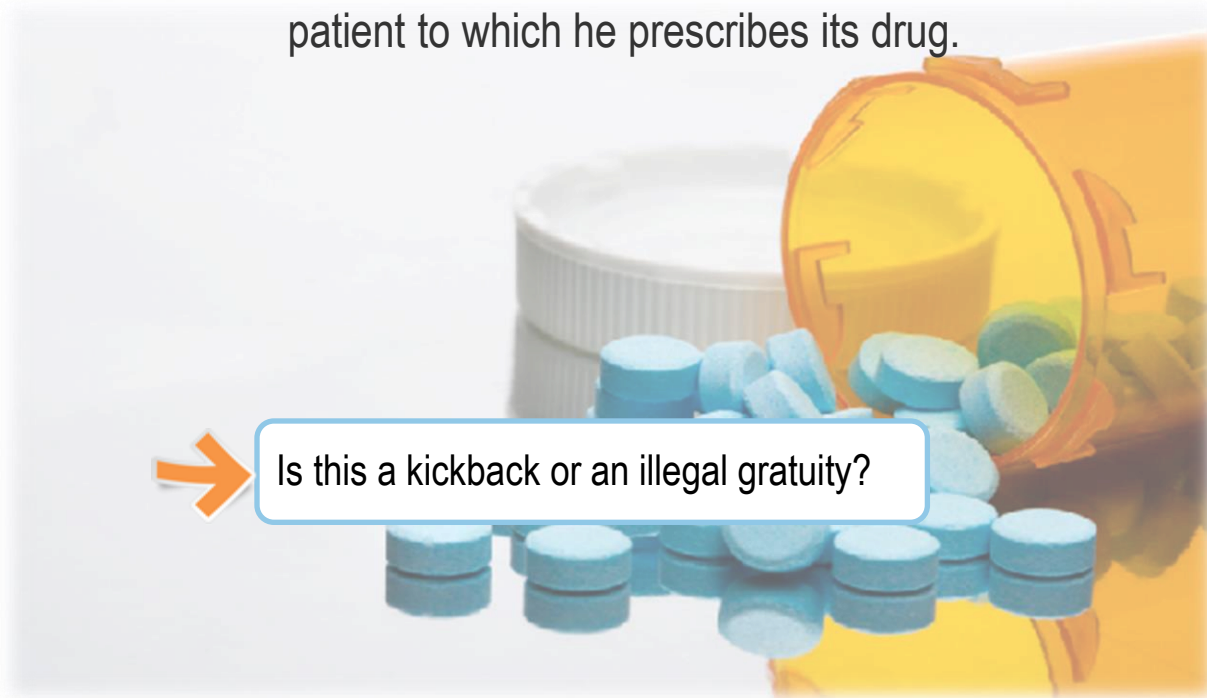 patient to which he prescribes its drug.
Is this a kickback or an illegal gratuity?